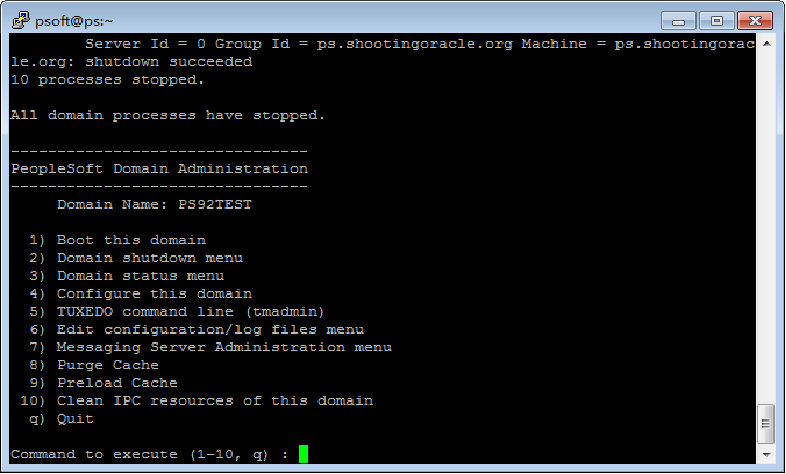 psoft@ps:~
Server Id = 0 Group Id = ps.shootingoracle.org Machine = ps.shootingorac
le.org: shutdown succeeded
10 processes stopped.
All domain processes have stopped.
--------------------------------
PeopleSoft Domain Administration
--------------------------------
Domain Name: PS92TEST
1) Boot this domain
2) Domain shutdown menu
3) Domain status menu
4) Configure this domain
5) TUXEDO command line (tmadmin)
6) Edit configuration/log files menu
7) Messaging Server Administration menu
8) Purge Cache
9) Preload Cache
10) Clean IPC resources of this domain
q) Quit
Command to execute (1-10, q) :